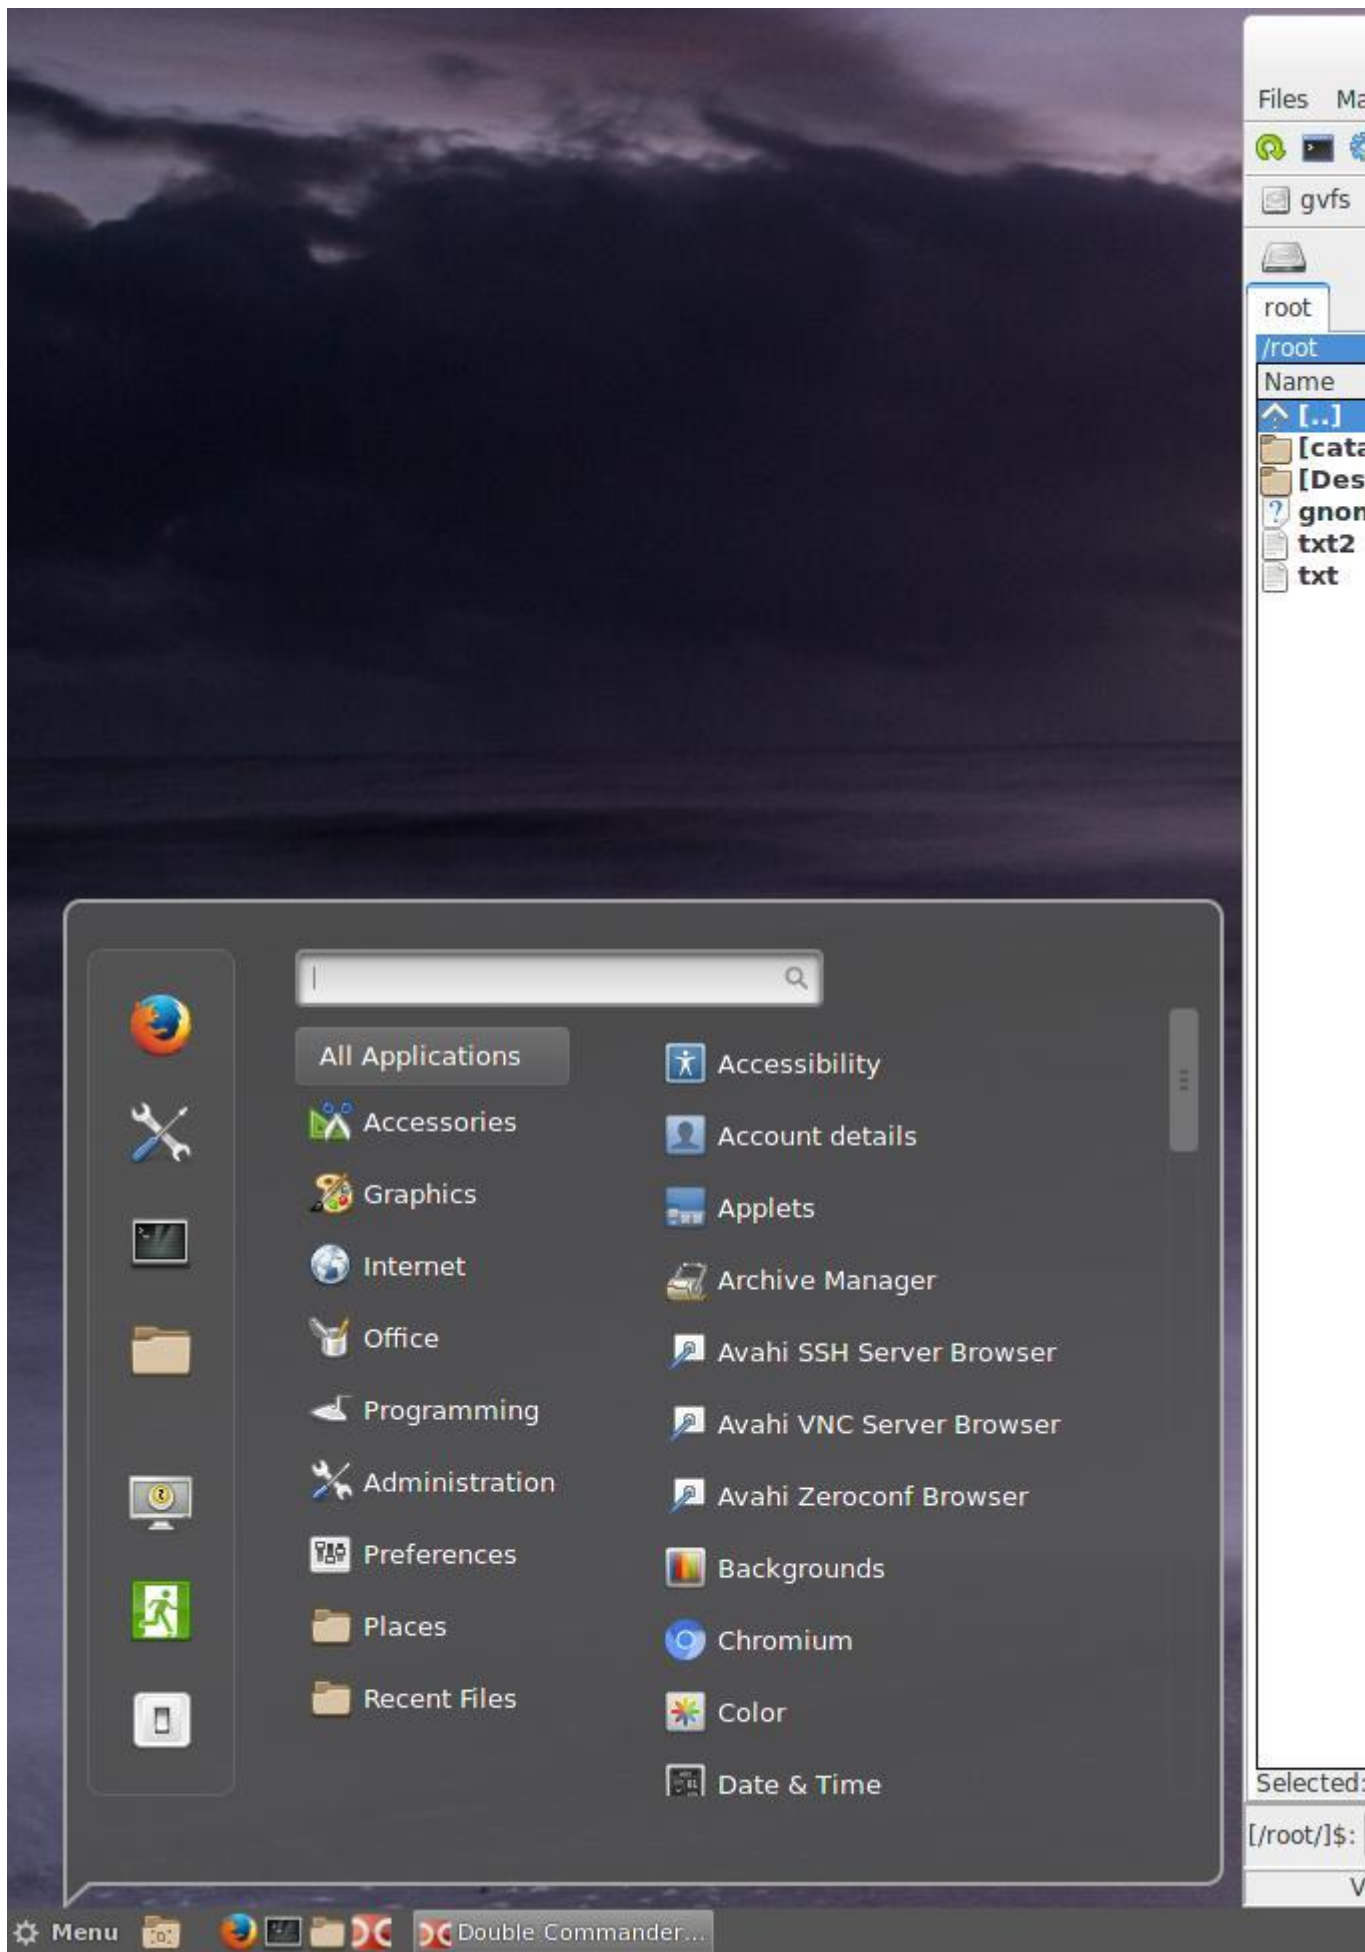 Files
gvfs
root
/root
Name
[..]
txt2
txt
All Applications
Accessories
Graphics
Internet
Office
Programming
Administration
Preferences
Places
Recent Files
Accessibility
Account details
Applets
Archive Manager
Avahi SSH Server Browser
Avahi VNC Server Browser
Avahi Zeroconf Browser
Backgrounds
Chromium
Color
Date & Time
Selected:
[/root/]$:
Menu
Double Commander...